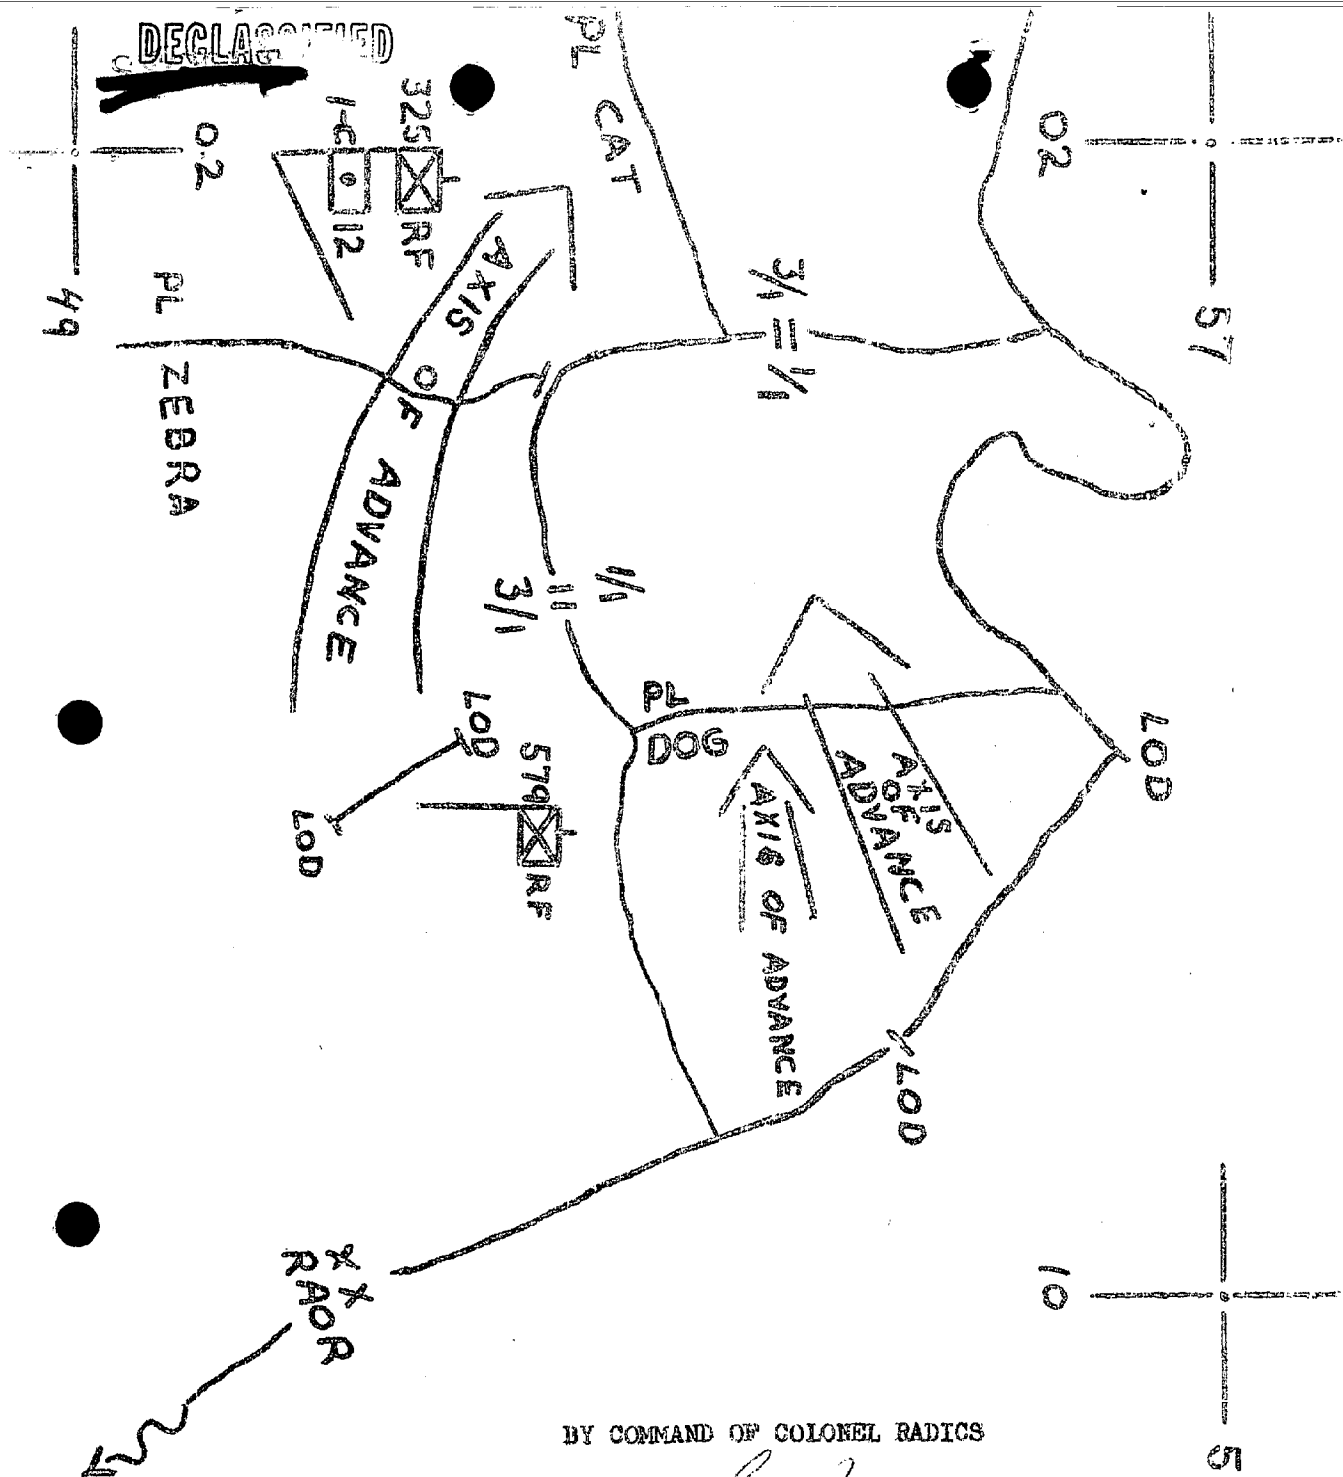 DECLASSIFIED
PL CAT
02
57
0.2
325
RF
1-C
12
49
PL ZEBRA
AXIS OF ADVANCE
3/1
1/1
1/1
3/1
PL
DOG
LOD
LOD
579
RF
AXIS
OF
ADVANCE
AXIS OF ADVANCE
LOD
LOD
XX
RAOR
10
5
BY COMMAND OF COLONEL RADICS